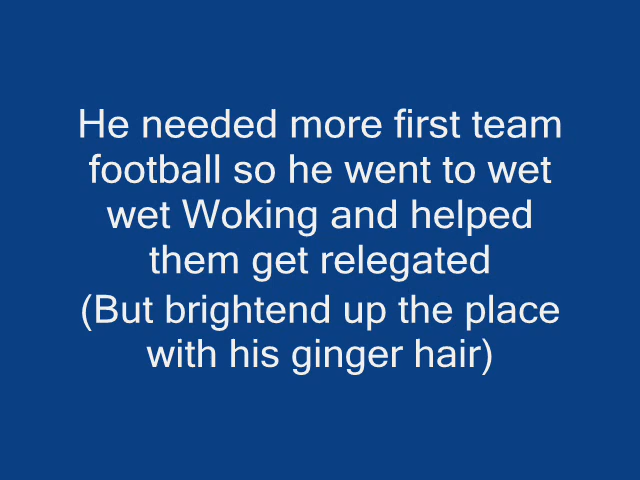 He needed more first team
football so he went to wet
wet Woking and helped
them get relegated
(But brightend up the place
with his ginger hair)